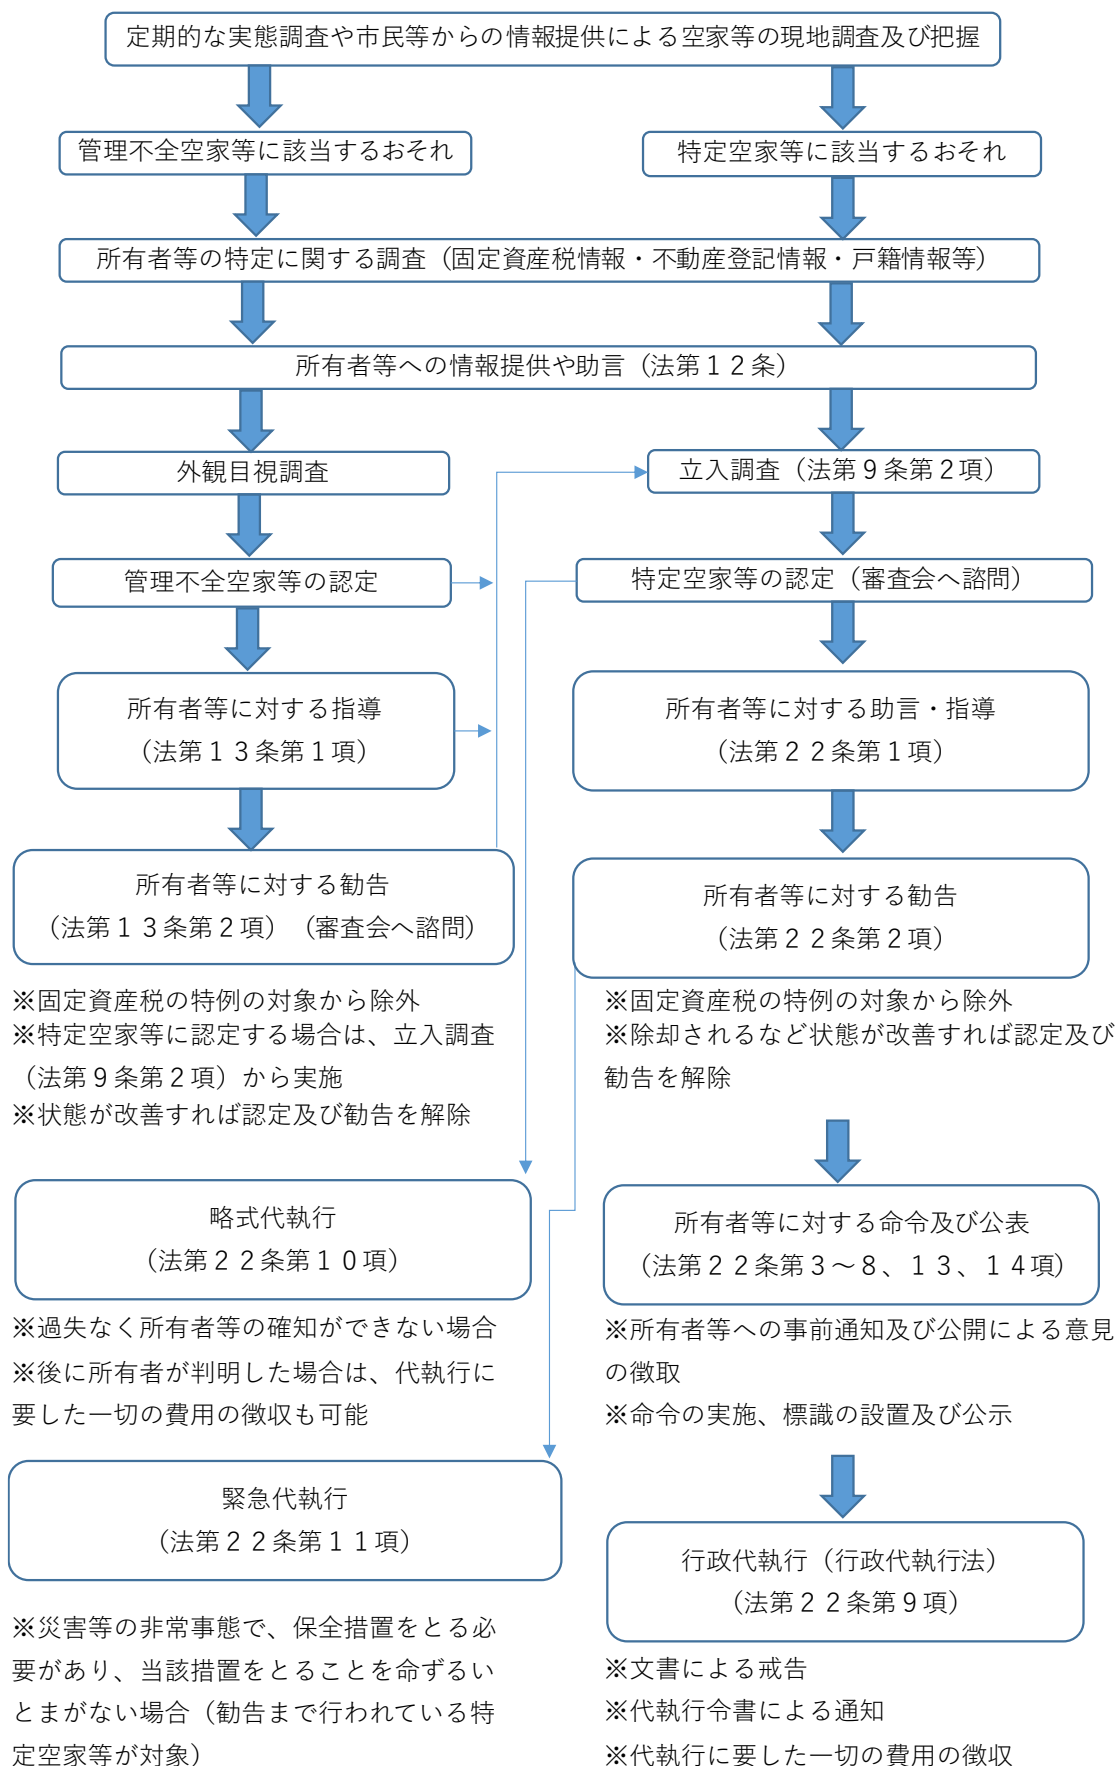 定期的な実態調査や市民等からの情報提供による空家等の現地調査及び把握
管理不全空家等に該当するおそれ
特定空家等に該当するおそれ
所有者等の特定に関する調査（固定資産税情報・不動産登記情報・戸籍情報等）
所有者等への情報提供や助言（法第１２条）
外観目視調査
立入調査（法第９条第２項）
管理不全空家等の認定
特定空家等の認定（審査会へ諮問）
所有者等に対する指導
（法第１３条第１項）
所有者等に対する助言・指導
（法第２２条第１項）
所有者等に対する勧告
（法第１３条第２項）（審査会へ諮問）
所有者等に対する勧告
（法第２２条第２項）
※固定資産税の特例の対象から除外
※特定空家等に認定する場合は、立入調査
（法第９条第２項）から実施
※状態が改善すれば認定及び勧告を解除
※固定資産税の特例の対象から除外
※除却されるなど状態が改善すれば認定及び
勧告を解除
略式代執行
（法第２２条第１０項）
所有者等に対する命令及び公表
（法第２２条第３～８、１３、１４項）
※過失なく所有者等の確知ができない場合
※後に所有者が判明した場合は、代執行に
要した一切の費用の徴収も可能
※所有者等への事前通知及び公開による意見
の徴取
※命令の実施、標識の設置及び公示
緊急代執行
（法第２２条第１１項）
行政代執行（行政代執行法）
（法第２２条第９項）
※災害等の非常事態で、保全措置をとる必
要があり、当該措置をとることを命ずるい
とまがない場合（勧告まで行われている特
定空家等が対象）
※文書による戒告
※代執行令書による通知
※代執行に要した一切の費用の徴収